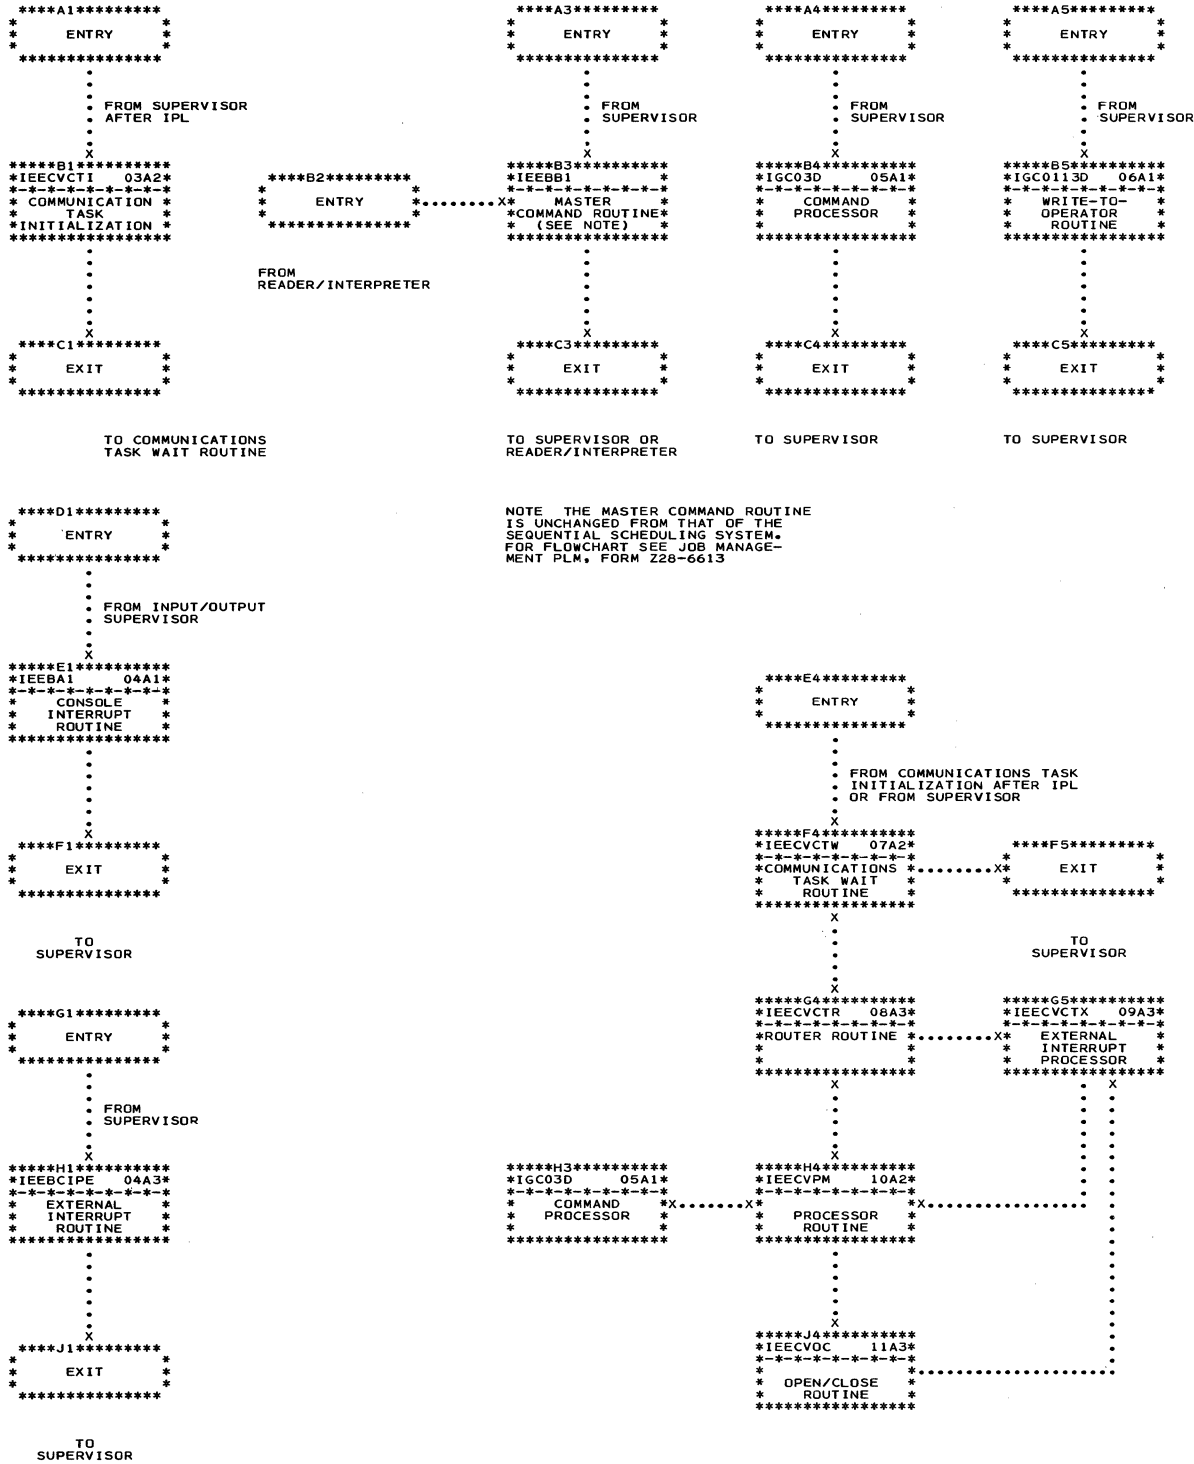 ****A1*********
ENTRY
***************
FROM SUPERVISOR
AFTER IPL
*****B1**********
*IEECVCTI   03A2*
*-*-*-*-*-*-*-*-*
* COMMUNICATION *
* TASK *
*INITIALIZATION *
*****************
****C1*********
EXIT
***************
TO COMMUNICATIONS
TASK WAIT ROUTINE
****B2*********
ENTRY
***************
FROM
READER/INTERPRETER
****A3*********
ENTRY
***************
FROM
SUPERVISOR
*****B3**********
*IEEBB1 *
*-*-*-*-*-*-*-*-*
* MASTER *
*COMMAND ROUTINE*
* (SEE NOTE) *
*****************
****C3*********
EXIT
***************
TO SUPERVISOR OR
READER/INTERPRETER
****A4*********
ENTRY
***************
FROM
SUPERVISOR
*****B4**********
*IGC03D 05A1*
*-*-*-*-*-*-*-*-*
* COMMAND *
* PROCESSOR *
*****************
****C4*********
EXIT
***************
TO SUPERVISOR
****A5*********
ENTRY
***************
FROM
SUPERVISOR
*****B5**********
*IGC0113D 06A1*
*-*-*-*-*-*-*-*-*
* WRITE-TO- *
* OPERATOR *
* ROUTINE *
*****************
****C5*********
EXIT
***************
TO SUPERVISOR
NOTE THE MASTER COMMAND ROUTINE
IS UNCHANGED FROM THAT OF THE
SEQUENTIAL SCHEDULING SYSTEM.
FOR FLOWCHART SEE JOB MANAGE-
MENT PLM, FORM Z28-6613
****D1*********
ENTRY
***************
FROM INPUT/OUTPUT
SUPERVISOR
*****E1**********
*IEEBA1 04A1*
*-*-*-*-*-*-*-*-*
* CONSOLE *
* INTERRUPT *
* ROUTINE *
*****************
****F1*********
EXIT
***************
TO
SUPERVISOR
****G1*********
ENTRY
***************
FROM
SUPERVISOR
*****H1**********
*IEEBCIPE 04A3*
*-*-*-*-*-*-*-*-*
* EXTERNAL *
* INTERRUPT *
* ROUTINE *
*****************
****J1*********
EXIT
***************
TO
SUPERVISOR
****E4*********
ENTRY
***************
FROM COMMUNICATIONS TASK
INITIALIZATION AFTER IPL
OR FROM SUPERVISOR
*****F4**********
*IEECVCTW 07A2*
*-*-*-*-*-*-*-*-*
*COMMUNICATIONS *
* TASK WAIT *
* ROUTINE *
*****************
****F5*********
EXIT
***************
TO
SUPERVISOR
*****G4**********
*IEECVCTR 08A3*
*-*-*-*-*-*-*-*-*
*ROUTER ROUTINE *
*****************
*****G5**********
*IEECVCTX 09A3*
*-*-*-*-*-*-*-*-*
* EXTERNAL *
* INTERRUPT *
* PROCESSOR *
*****************
*****H3**********
*IGC03D 05A1*
*-*-*-*-*-*-*-*-*
* COMMAND *
* PROCESSOR *
*****************
*****H4**********
*IEECVPM 10A2*
*-*-*-*-*-*-*-*-*
* PROCESSOR *
* ROUTINE *
*****************
*****J4**********
*IEECVOC 11A3*
*-*-*-*-*-*-*-*-*
* OPEN/CLOSE *
* ROUTINE *
*****************